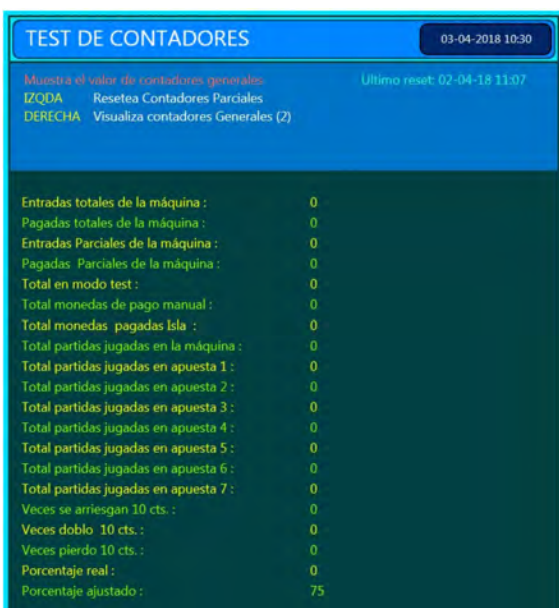 TEST DE CONTADORES
03-04-2018 10:30
Muestra el valor de contadores generales
Ultimo reset: 02-04-18 11:07
IZQDA Resetea Contadores Parciales
DERECHA Visualiza contadores Generales (2)
Entradas totales de la máquina : 0
Pagadas totales de la máquina : 0
Entradas Parciales de la máquina : 0
Pagadas Parciales de la máquina : 0
Total en modo test : 0
Total monedas de pago manual : 0
Total monedas pagadas Isla : 0
Total partidas jugadas en la máquina : 0
Total partidas jugadas en apuesta 1 : 0
Total partidas jugadas en apuesta 2 : 0
Total partidas jugadas en apuesta 3 : 0
Total partidas jugadas en apuesta 4 : 0
Total partidas jugadas en apuesta 5 : 0
Total partidas jugadas en apuesta 6 : 0
Total partidas jugadas en apuesta 7 : 0
Veces se arriesgan 10 cts. : 0
Veces doblo 10 cts. : 0
Veces pierdo 10 cts. : 0
Porcentaje real : 0
Porcentaje ajustado : 75